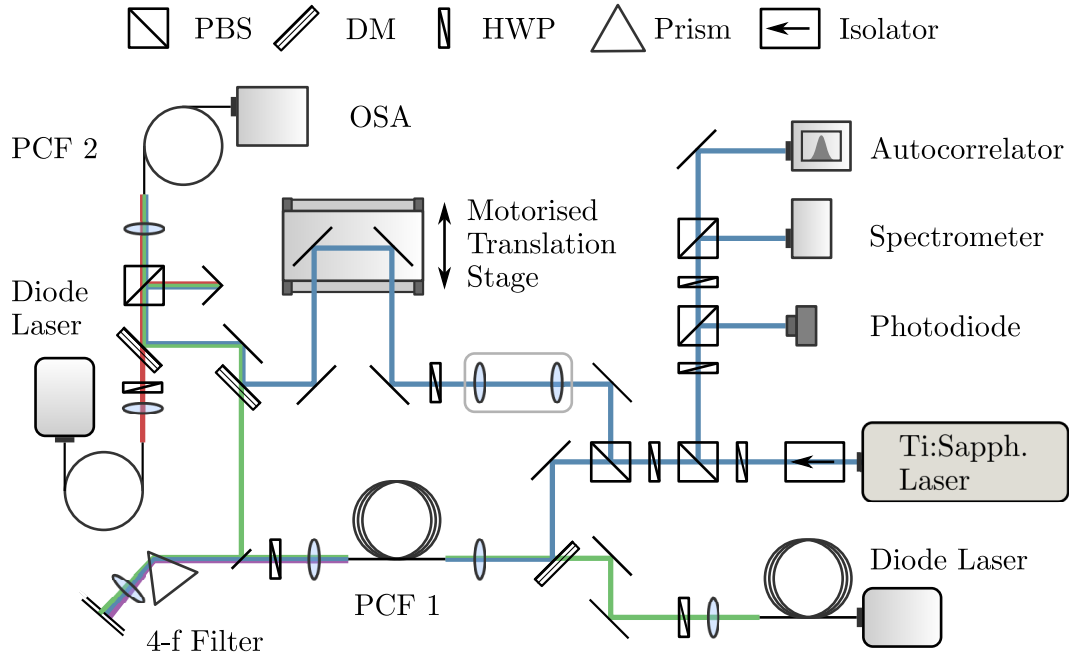 PBS
DM
HWP
Prism
Isolator
OSA
PCF 2
Autocorrelator
Motorised
Translation
Stage
Spectrometer
Diode
Laser
Photodiode
Ti:Sapph.
Laser
Diode Laser
PCF 1
4-f Filter